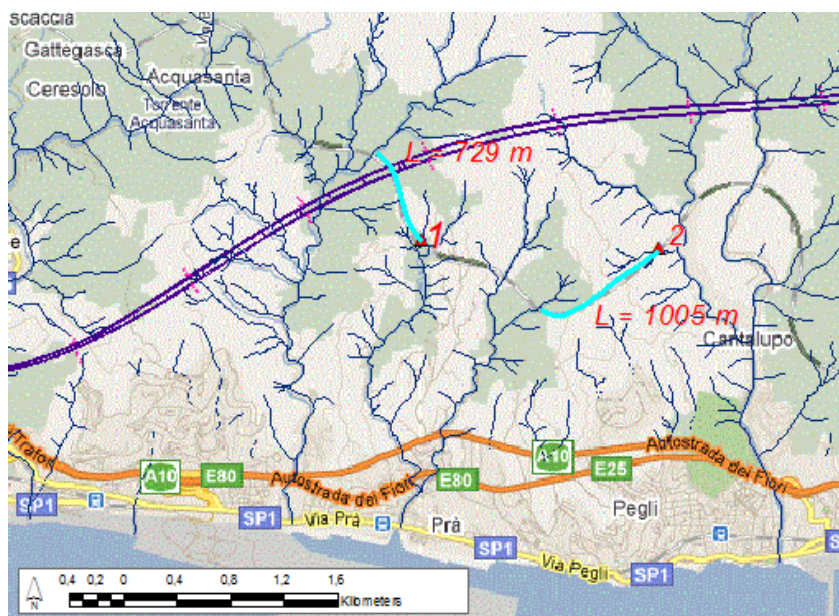 scaccia
Gattegasca
Acquasanta
Ceresolo
Torrente
Acquasanta
L = 729 m
1
2
L = 1005 m
Cantalupo
A10
E80
Autostrada dei Fiori
E80
A10
E25
Autostrada dei Fiori
SP1
SP1
Via Prà
Prà
Pegli
SP1
Via Pegli
SP1
SP1
0,4 0,2 0 0,4 0,8 1,2 1,6
Kilometers
N